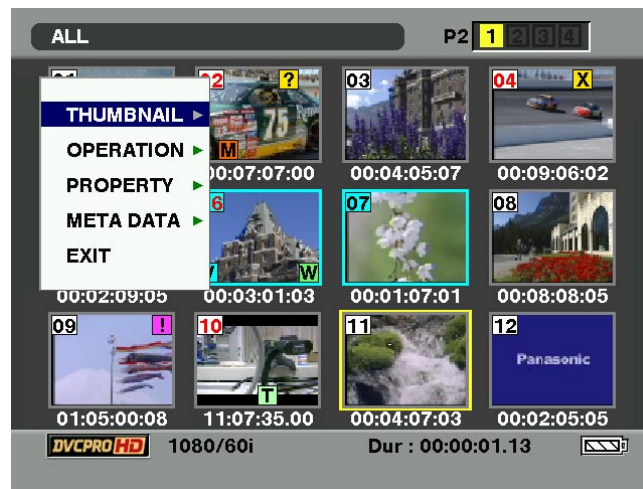 ALL P2 1 2 3 4
02 ? 03 04 X
75
M
THUMBNAIL
OPERATION
PROPERTY
META DATA
EXIT
00:07:07:00 00:04:05:07 00:09:06:02
6 07 08
W
00:02:09:05 00:03:01:03 00:01:07:01 00:08:08:05
09 ! 10 11 12
Panasonic
T
01:05:00:08 11:07:35.00 00:04:07:03 00:02:05:05
DVCPRO HD 1080/60i Dur : 00:00:01.13